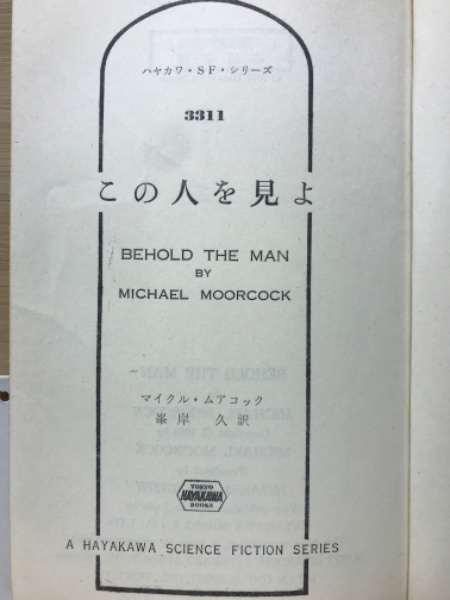 ハヤカワ・SF・シリーズ
3311
この人を見よ
BEHOLD THE MAN
BY
MICHAEL MOORCOCK
マイクル・ムアコック
峯岸 久訳
TOKYO
HAYAKAWA
BOOKS
A HAYAKAWA SCIENCE FICTION SERIES